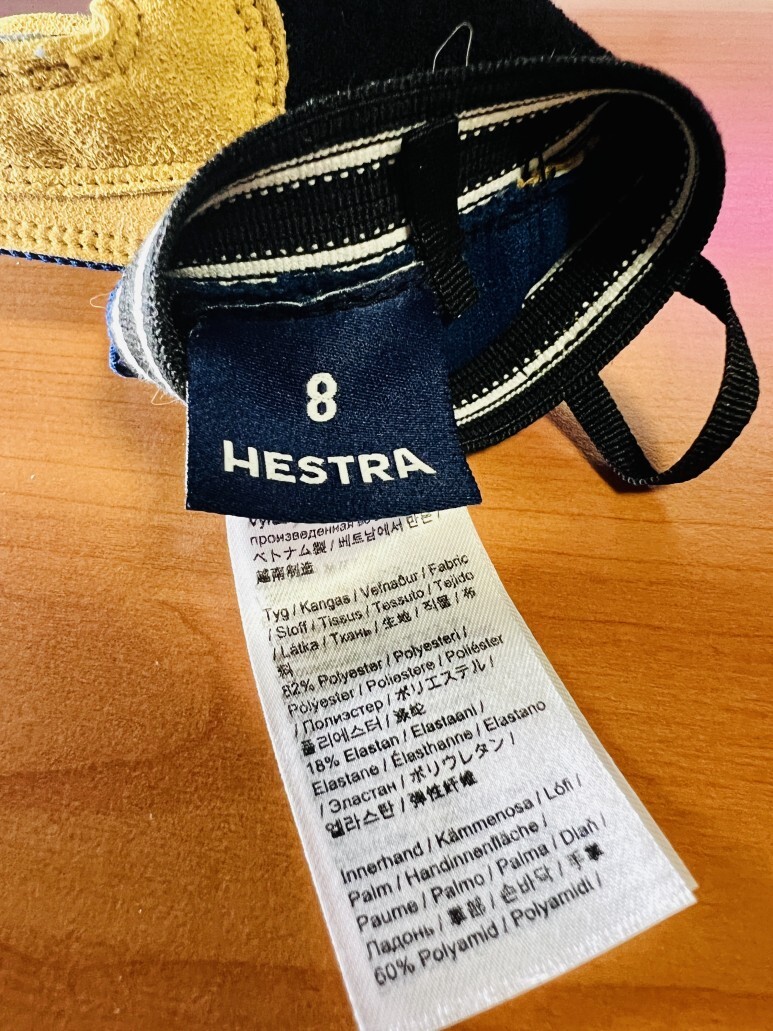 8
HESTRA
произведенная
ベトナム製 / 베트남에서 만든 /
越南制造
Tyg / Kangas / Vefnaður / Fabric
/ Stoff / Tissus / Tessuto / Tejido
/ Látka / Ткань / 生地 / 직물 / 布
料
82% Polyester / Polyesteri /
Pólyester / Poliestere / Poliéster
/ Полиэстер / ポリエステル /
폴리에스터 / 涤纶
18% Elastan / Elastaani /
Elastane / Élasthanne / Elastano
/ Эластан / ポリウレタン /
엘라스탄 / 弹性纤维
Innerhand / Kämmenosa / Lófi /
Palm / Handinnenfläche /
Paume / Palmo / Palma / Dlaň /
Ладонь / 掌部 / 손바닥 / 手掌
60% Polyamid / Polyamidi /